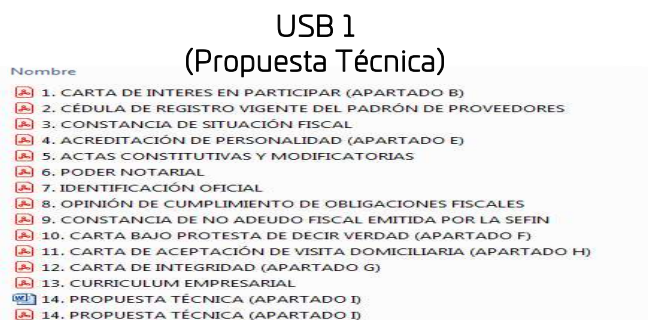 USB 1
(Propuesta Técnica)
Nombre
1. CARTA DE INTERES EN PARTICIPAR (APARTADO B)
2. CÉDULA DE REGISTRO VIGENTE DEL PADRÓN DE PROVEEDORES
3. CONSTANCIA DE SITUACIÓN FISCAL
4. ACREDITACIÓN DE PERSONALIDAD (APARTADO E)
5. ACTAS CONSTITUTIVAS Y MODIFICATORIAS
6. PODER NOTARIAL
7. IDENTIFICACIÓN OFICIAL
8. OPINIÓN DE CUMPLIMIENTO DE OBLIGACIONES FISCALES
9. CONSTANCIA DE NO ADEUDO FISCAL EMITIDA POR LA SEFIN
10. CARTA BAJO PROTESTA DE DECIR VERDAD (APARTADO F)
11. CARTA DE ACEPTACIÓN DE VISITA DOMICILIARIA (APARTADO H)
12. CARTA DE INTEGRIDAD (APARTADO G)
13. CURRICULUM EMPRESARIAL
14. PROPUESTA TÉCNICA (APARTADO I)
14. PROPUESTA TÉCNICA (APARTADO I)